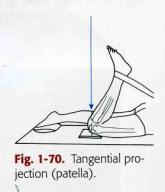 Fig. 1-70. Tangential pro-
jection (patella).